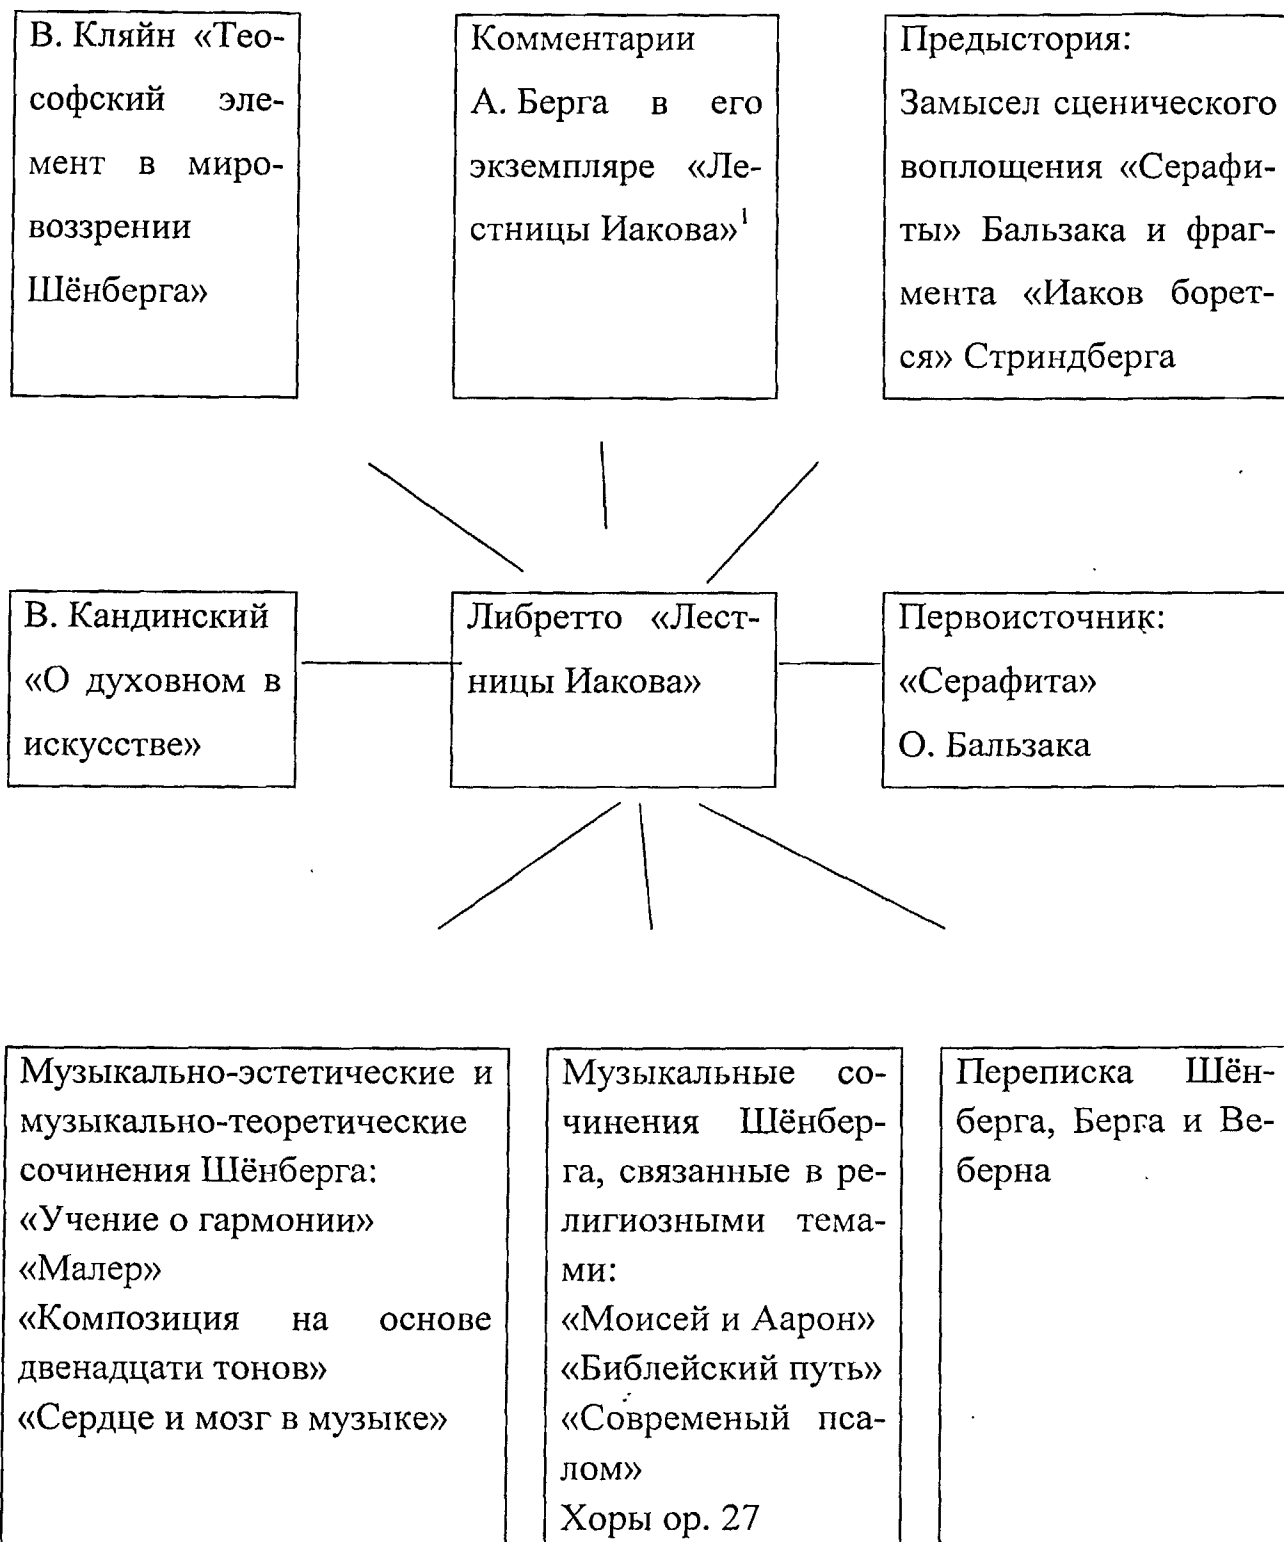 В. Кляйн «Тео-
софский эле-
мент в миро-
воззрении
Шёнберга»
Комментарии
А. Берга в его
экземпляре «Ле-
стницы Иакова»¹
Предыстория:
Замысел сценического
воплощения «Серафи-
ты» Бальзака и фраг-
мента «Иаков борет-
ся» Стриндберга
В. Кандинский
«О духовном в
искусстве»
Либретто «Лест-
ницы Иакова»
Первоисточник:
«Серафита»
О. Бальзака
Музыкально-эстетические и
музыкально-теоретические
сочинения Шёнберга:
«Учение о гармонии»
«Малер»
«Композиция на основе
двенадцати тонов»
«Сердце и мозг в музыке»
Музыкальные со-
чинения Шёнбер-
га, связанные в ре-
лигиозными тема-
ми:
«Моисей и Аарон»
«Библейский путь»
«Современый пса-
лом»
Хоры ор. 27
Переписка Шён-
берга, Берга и Ве-
берна